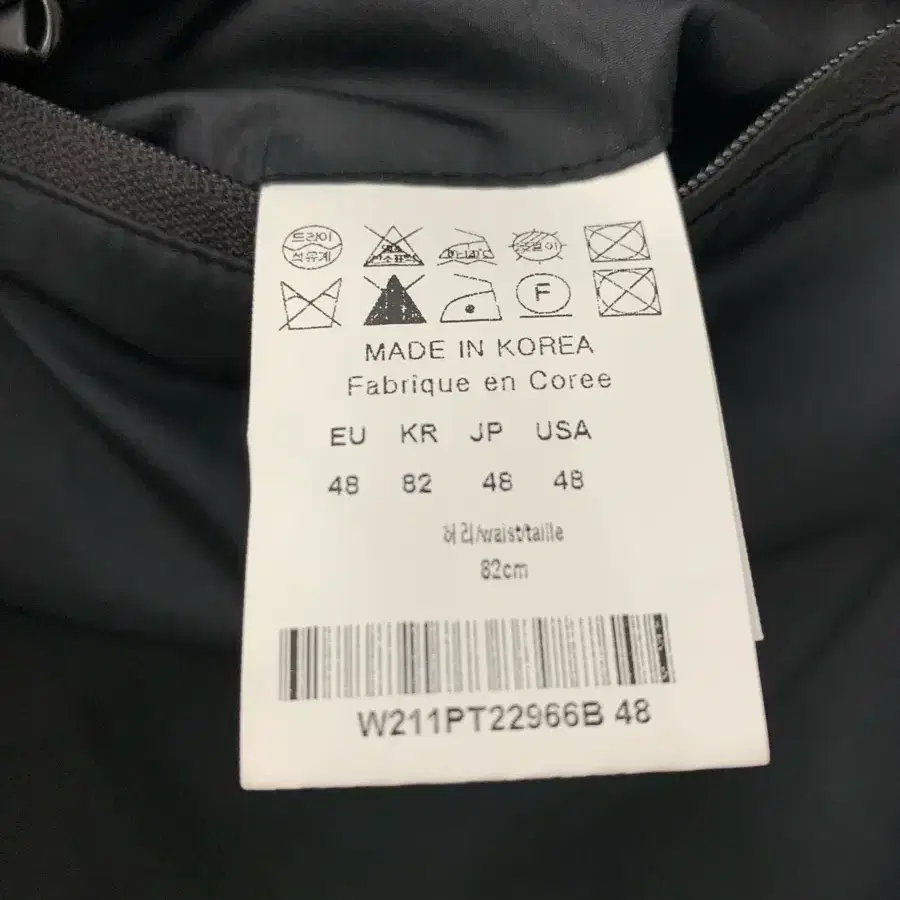 드라이
석유계
F
MADE IN KOREA
Fabrique en Coree
EU KR JP USA
48 82 48 48
허리/waist/taille
82cm
W211PT22966B 48